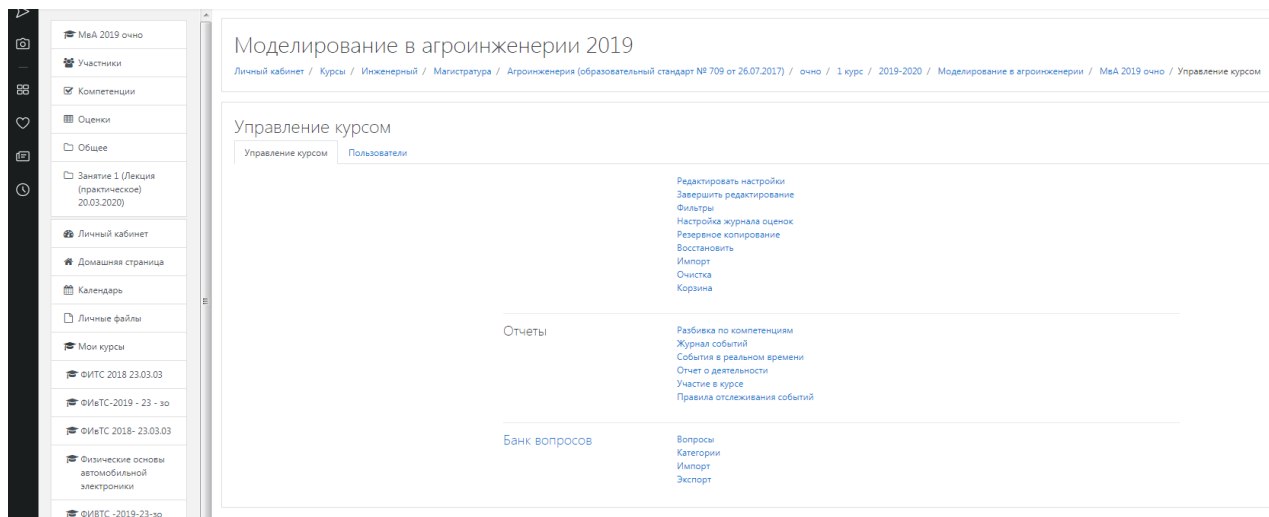 МвА 2019 очно
Участники
Компетенции
Оценки
Общее
Занятие 1 (Лекция
(практическое)
20.03.2020)
Личный кабинет
Домашняя страница
Календарь
Личные файлы
Мои курсы
ФИТС 2018 23.03.03
ФИвТС-2019 - 23 - зо
ФИвТС 2018- 23.03.03
Физические основы
автомобильной
электроники
ФИВТС -2019-23-зо
Моделирование в агроинженерии 2019
Личный кабинет / Курсы / Инженерный / Магистратура / Агроинженерия (образовательный стандарт № 709 от 26.07.2017) / очно / 1 курс / 2019-2020 / Моделирование в агроинженерии / МвА 2019 очно / Управление курсом
Управление курсом
Управление курсом Пользователи
Редактировать настройки
Завершить редактирование
Фильтры
Настройка журнала оценок
Резервное копирование
Восстановить
Импорт
Очистка
Корзина
Отчеты
Разбивка по компетенциям
Журнал событий
События в реальном времени
Отчет о деятельности
Участие в курсе
Правила отслеживания событий
Банк вопросов
Вопросы
Категории
Импорт
Экспорт